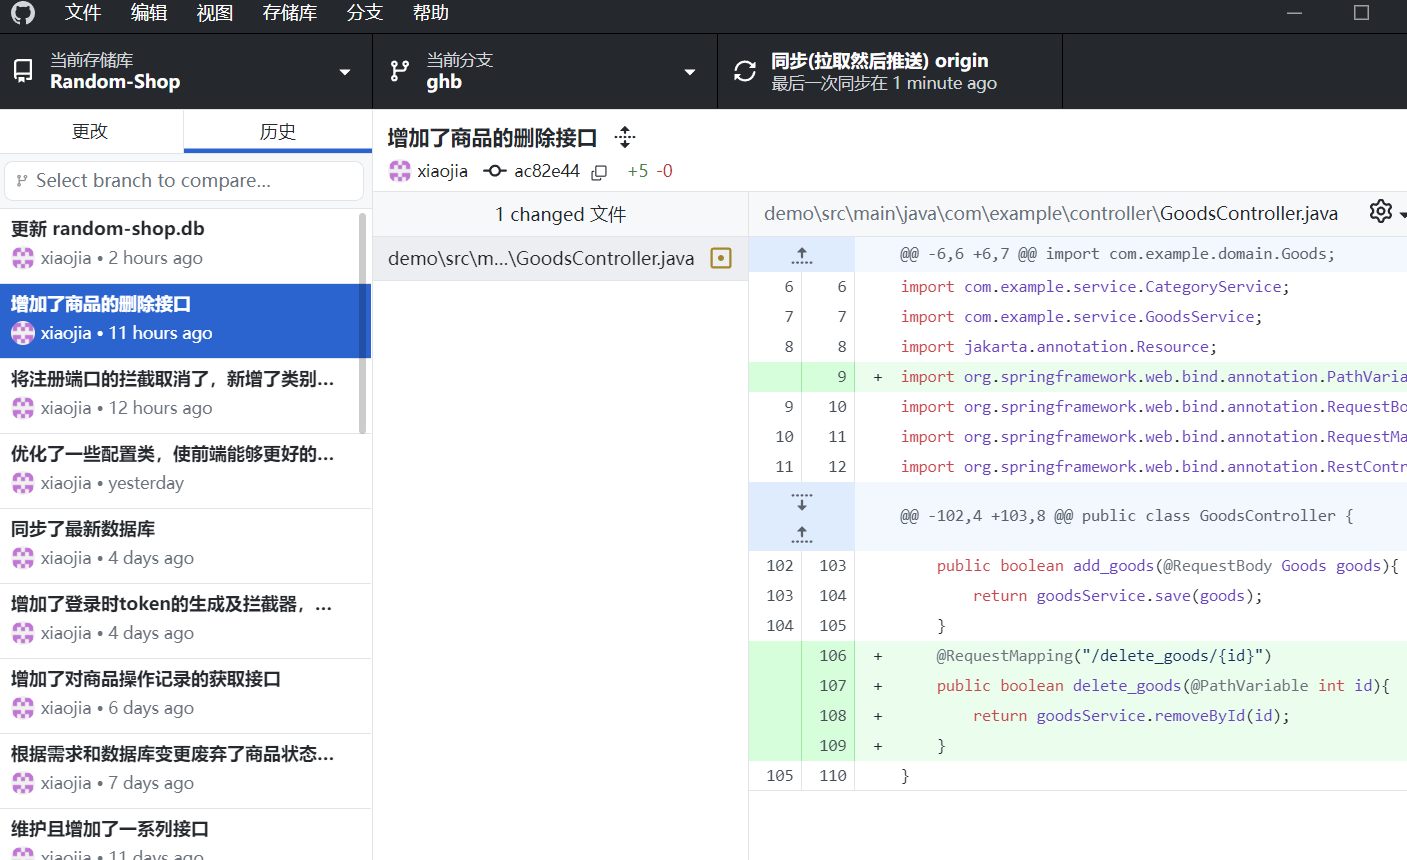 文件 编辑 视图 存储库 分支 帮助
当前存储库
Random-Shop
当前分支
ghb
同步(拉取然后推送) origin
最后一次同步在 1 minute ago
更改 历史
Select branch to compare...
更新 random-shop.db
xiaojia • 2 hours ago
增加了商品的删除接口
xiaojia • 11 hours ago
将注册端口的拦截取消了，新增了类别...
xiaojia • 12 hours ago
优化了一些配置类，使前端能够更好的...
xiaojia • yesterday
同步了最新数据库
xiaojia • 4 days ago
增加了登录时token的生成及拦截器，...
xiaojia • 4 days ago
增加了对商品操作记录的获取接口
xiaojia • 6 days ago
根据需求和数据库变更废弃了商品状态...
xiaojia • 7 days ago
维护且增加了一系列接口
xiaojia • 11 days ago
增加了商品的删除接口
xiaojia ac82e44 +5 -0
1 changed 文件
demo\src\m...\GoodsController.java
demo\src\main\java\com\example\controller\GoodsController.java
@@ -6,6 +6,7 @@ import com.example.domain.Goods;
6 6 import com.example.service.CategoryService;
7 7 import com.example.service.GoodsService;
8 8 import jakarta.annotation.Resource;
9 + import org.springframework.web.bind.annotation.PathVaria
9 10 import org.springframework.web.bind.annotation.RequestBo
10 11 import org.springframework.web.bind.annotation.RequestMa
11 12 import org.springframework.web.bind.annotation.RestContr
@@ -102,4 +103,8 @@ public class GoodsController {
102 103 public boolean add_goods(@RequestBody Goods goods){
103 104 return goodsService.save(goods);
104 105 }
106 + @RequestMapping("/delete_goods/{id}")
107 + public boolean delete_goods(@PathVariable int id){
108 + return goodsService.removeById(id);
109 + }
105 110 }